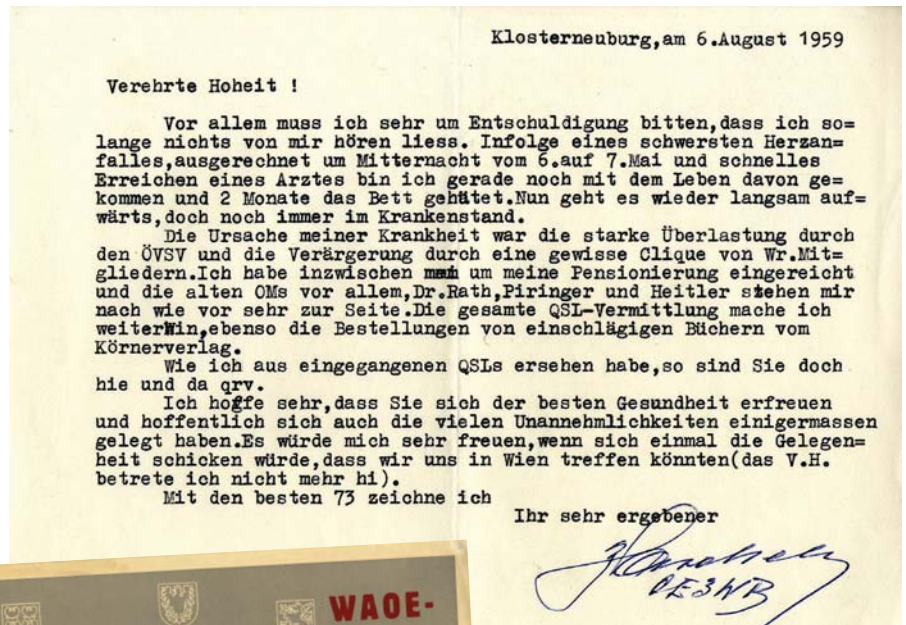 Klosterneuburg,am 6.August 1959
Verehrte Hoheit !
Vor allem muss ich sehr um Entschuldigung bitten,dass ich so=
lange nichts von mir hören liess. Infolge eines schwersten Herzan=
falles,ausgerechnet um Mitternacht vom 6.auf 7.Mai und schnelles
Erreichen eines Arztes bin ich gerade noch mit dem Leben davon ge=
kommen und 2 Monate das Bett gehütet.Nun geht es wieder langsam auf=
wärts,doch noch immer im Krankenstand.
Die Ursache meiner Krankheit war die starke Überlastung durch
den ÖVSV und die Verärgerung durch eine gewisse Clique von Wr.Mit=
gliedern.Ich habe inzwischen um meine Pensionierung eingereicht
und die alten OMs vor allem,Dr.Rath,Piringer und Heitler stehen mir
nach wie vor sehr zur Seite.Die gesamte QSL-Vermittlung mache ich
weiterhin,ebenso die Bestellungen von einschlägigen Büchern vom
Körnerverlag.
Wie ich aus eingegangenen QSLs ersehen habe,so sind Sie doch
hie und da qrv.
Ich hoffe sehr,dass Sie sich der besten Gesundheit erfreuen
und hoffentlich sich auch die vielen Unannehmlichkeiten einigermassen
gelegt haben.Es würde mich sehr freuen,wenn sich einmal die Gelegen=
heit schicken würde,dass wir uns in Wien treffen könnten(das V.H.
betrete ich nicht mehr hi).
Mit den besten 73 zeichne ich
Ihr sehr ergebener
OE3WB
WAOE-